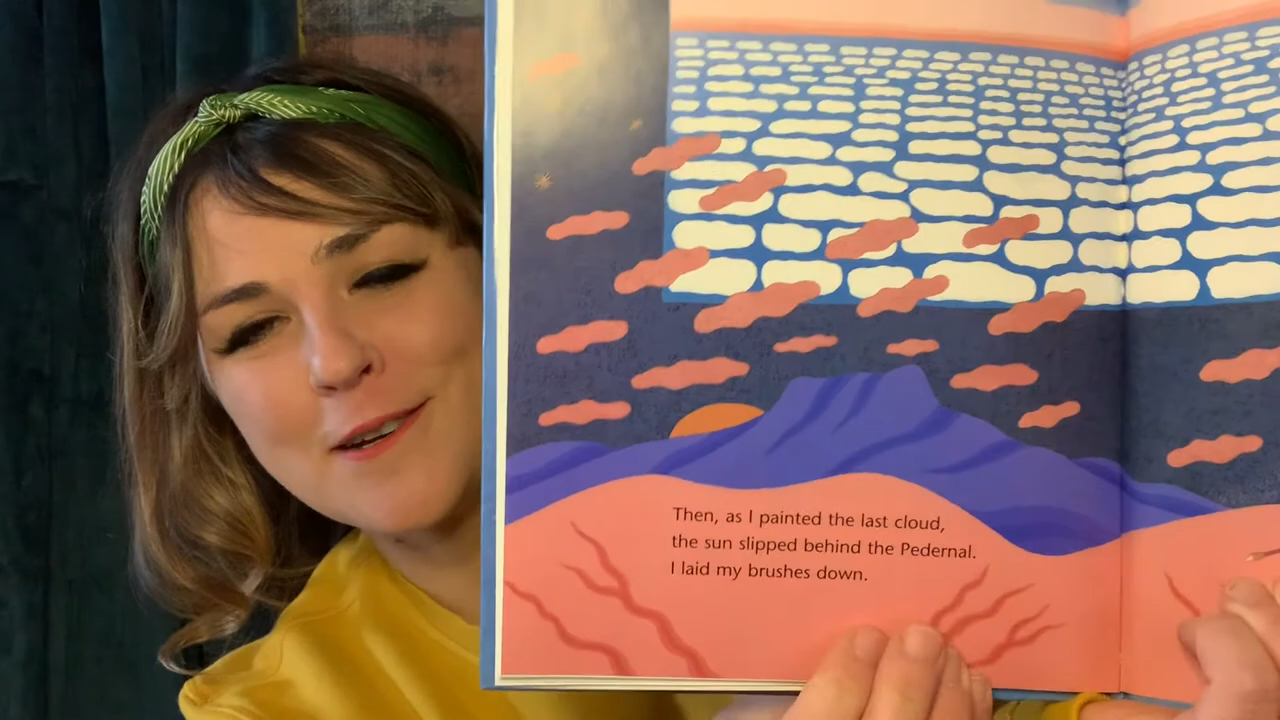 Then, as I painted the last cloud,
the sun slipped behind the Pedernal.
I laid my brushes down.